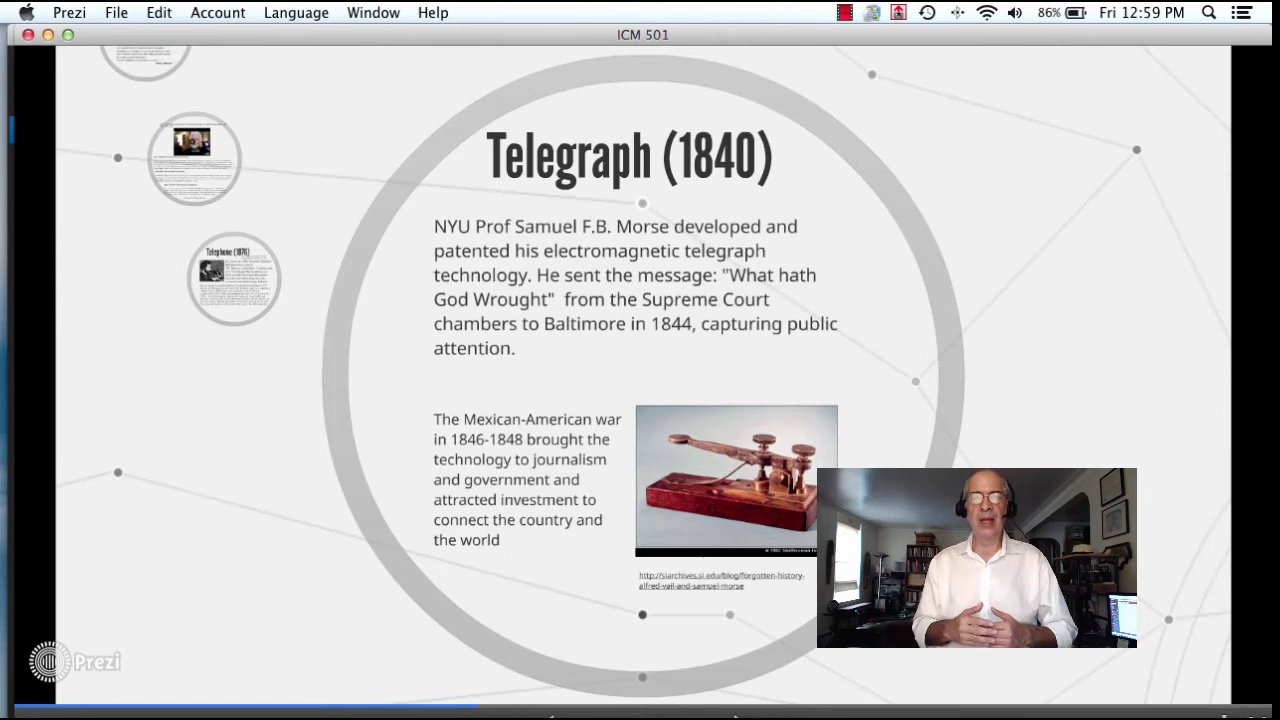 Prezi File Edit Account Language Window Help 86% Fri 12:59 PM
ICM 501
Telephone (1876)
Telegraph (1840)
NYU Prof Samuel F.B. Morse developed and
patented his electromagnetic telegraph
technology. He sent the message: "What hath
God Wrought" from the Supreme Court
chambers to Baltimore in 1844, capturing public
attention.
The Mexican-American war
in 1846-1848 brought the
technology to journalism
and government and
attracted investment to
connect the country and
the world
http://siarchives.si.edu/blog/forgotten-history-
alfred-vail-and-samuel-morse
Prezi